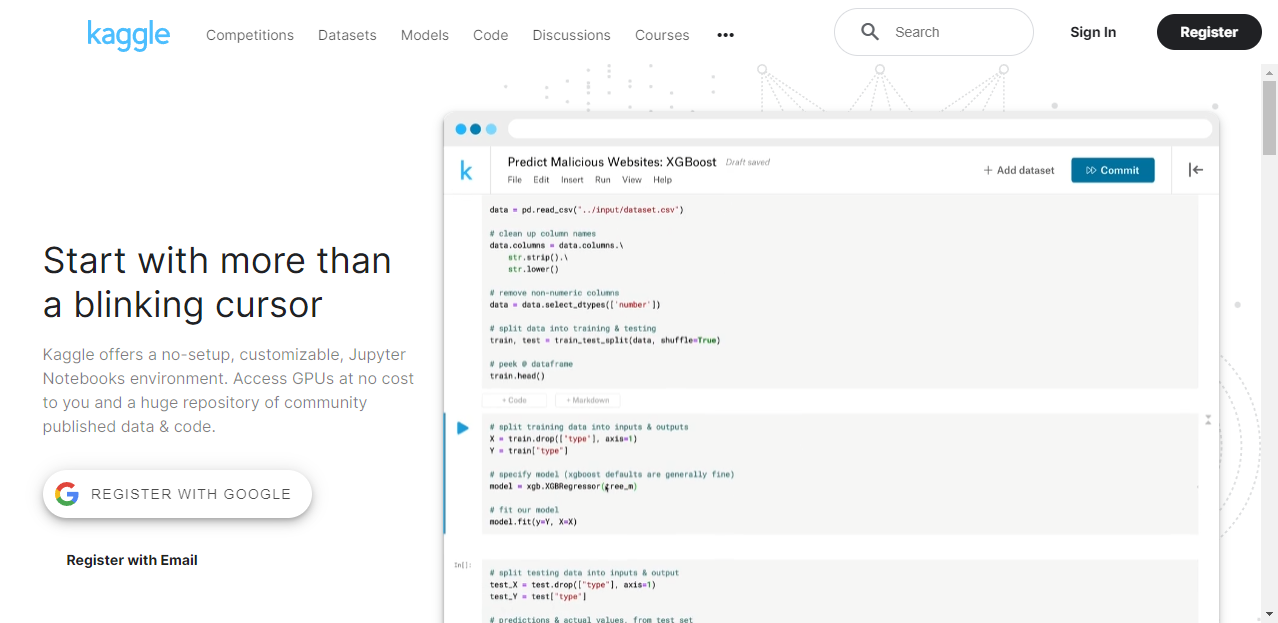 kaggle
Competitions Datasets Models Code Discussions Courses ••• Search Sign In Register
Start with more than
a blinking cursor
Kaggle offers a no-setup, customizable, Jupyter
Notebooks environment. Access GPUs at no cost
to you and a huge repository of community
published data & code.
REGISTER WITH GOOGLE
Register with Email
k
Predict Malicious Websites: XGBoost Draft saved
File Edit Insert Run View Help
+ Add dataset
Commit
data = pd.read_csv("../input/dataset.csv")
# clean up column names
data.columns = data.columns.\
str.strip().\
str.lower()
# remove non-numeric columns
data = data.select_dtypes(['number'])
# split data into training & testing
train, test = train_test_split(data, shuffle=True)
# peek @ dataframe
train.head()
+ Code + Markdown
# split training data into inputs & outputs
X = train.drop(["type"], axis=1)
Y = train["type"]
# specify model (xgboost defaults are generally fine)
model = xgb.XGBRegressor(tree_m)
# fit our model
model.fit(y=Y, X=X)
In[]:
# split testing data into inputs & output
test_X = test.drop(["type"], axis=1)
test_Y = test["type"]
# predictions & actual values, from test set